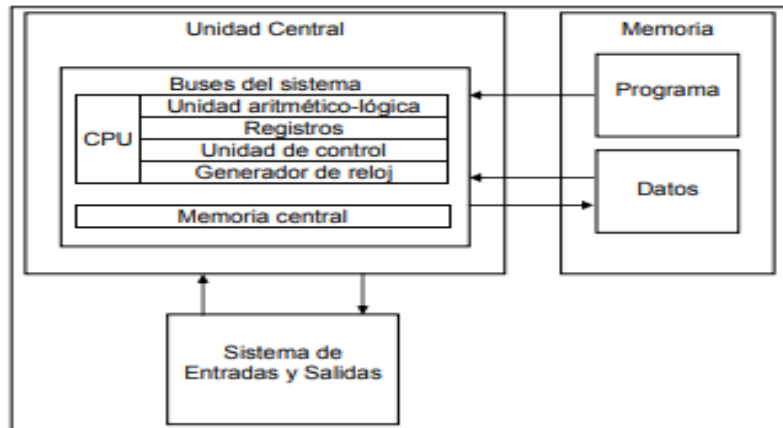 Unidad Central
Buses del sistema
CPU
Unidad aritmético-lógica
Registros
Unidad de control
Generador de reloj
Memoria central
Memoria
Programa
Datos
Sistema de
Entradas y Salidas